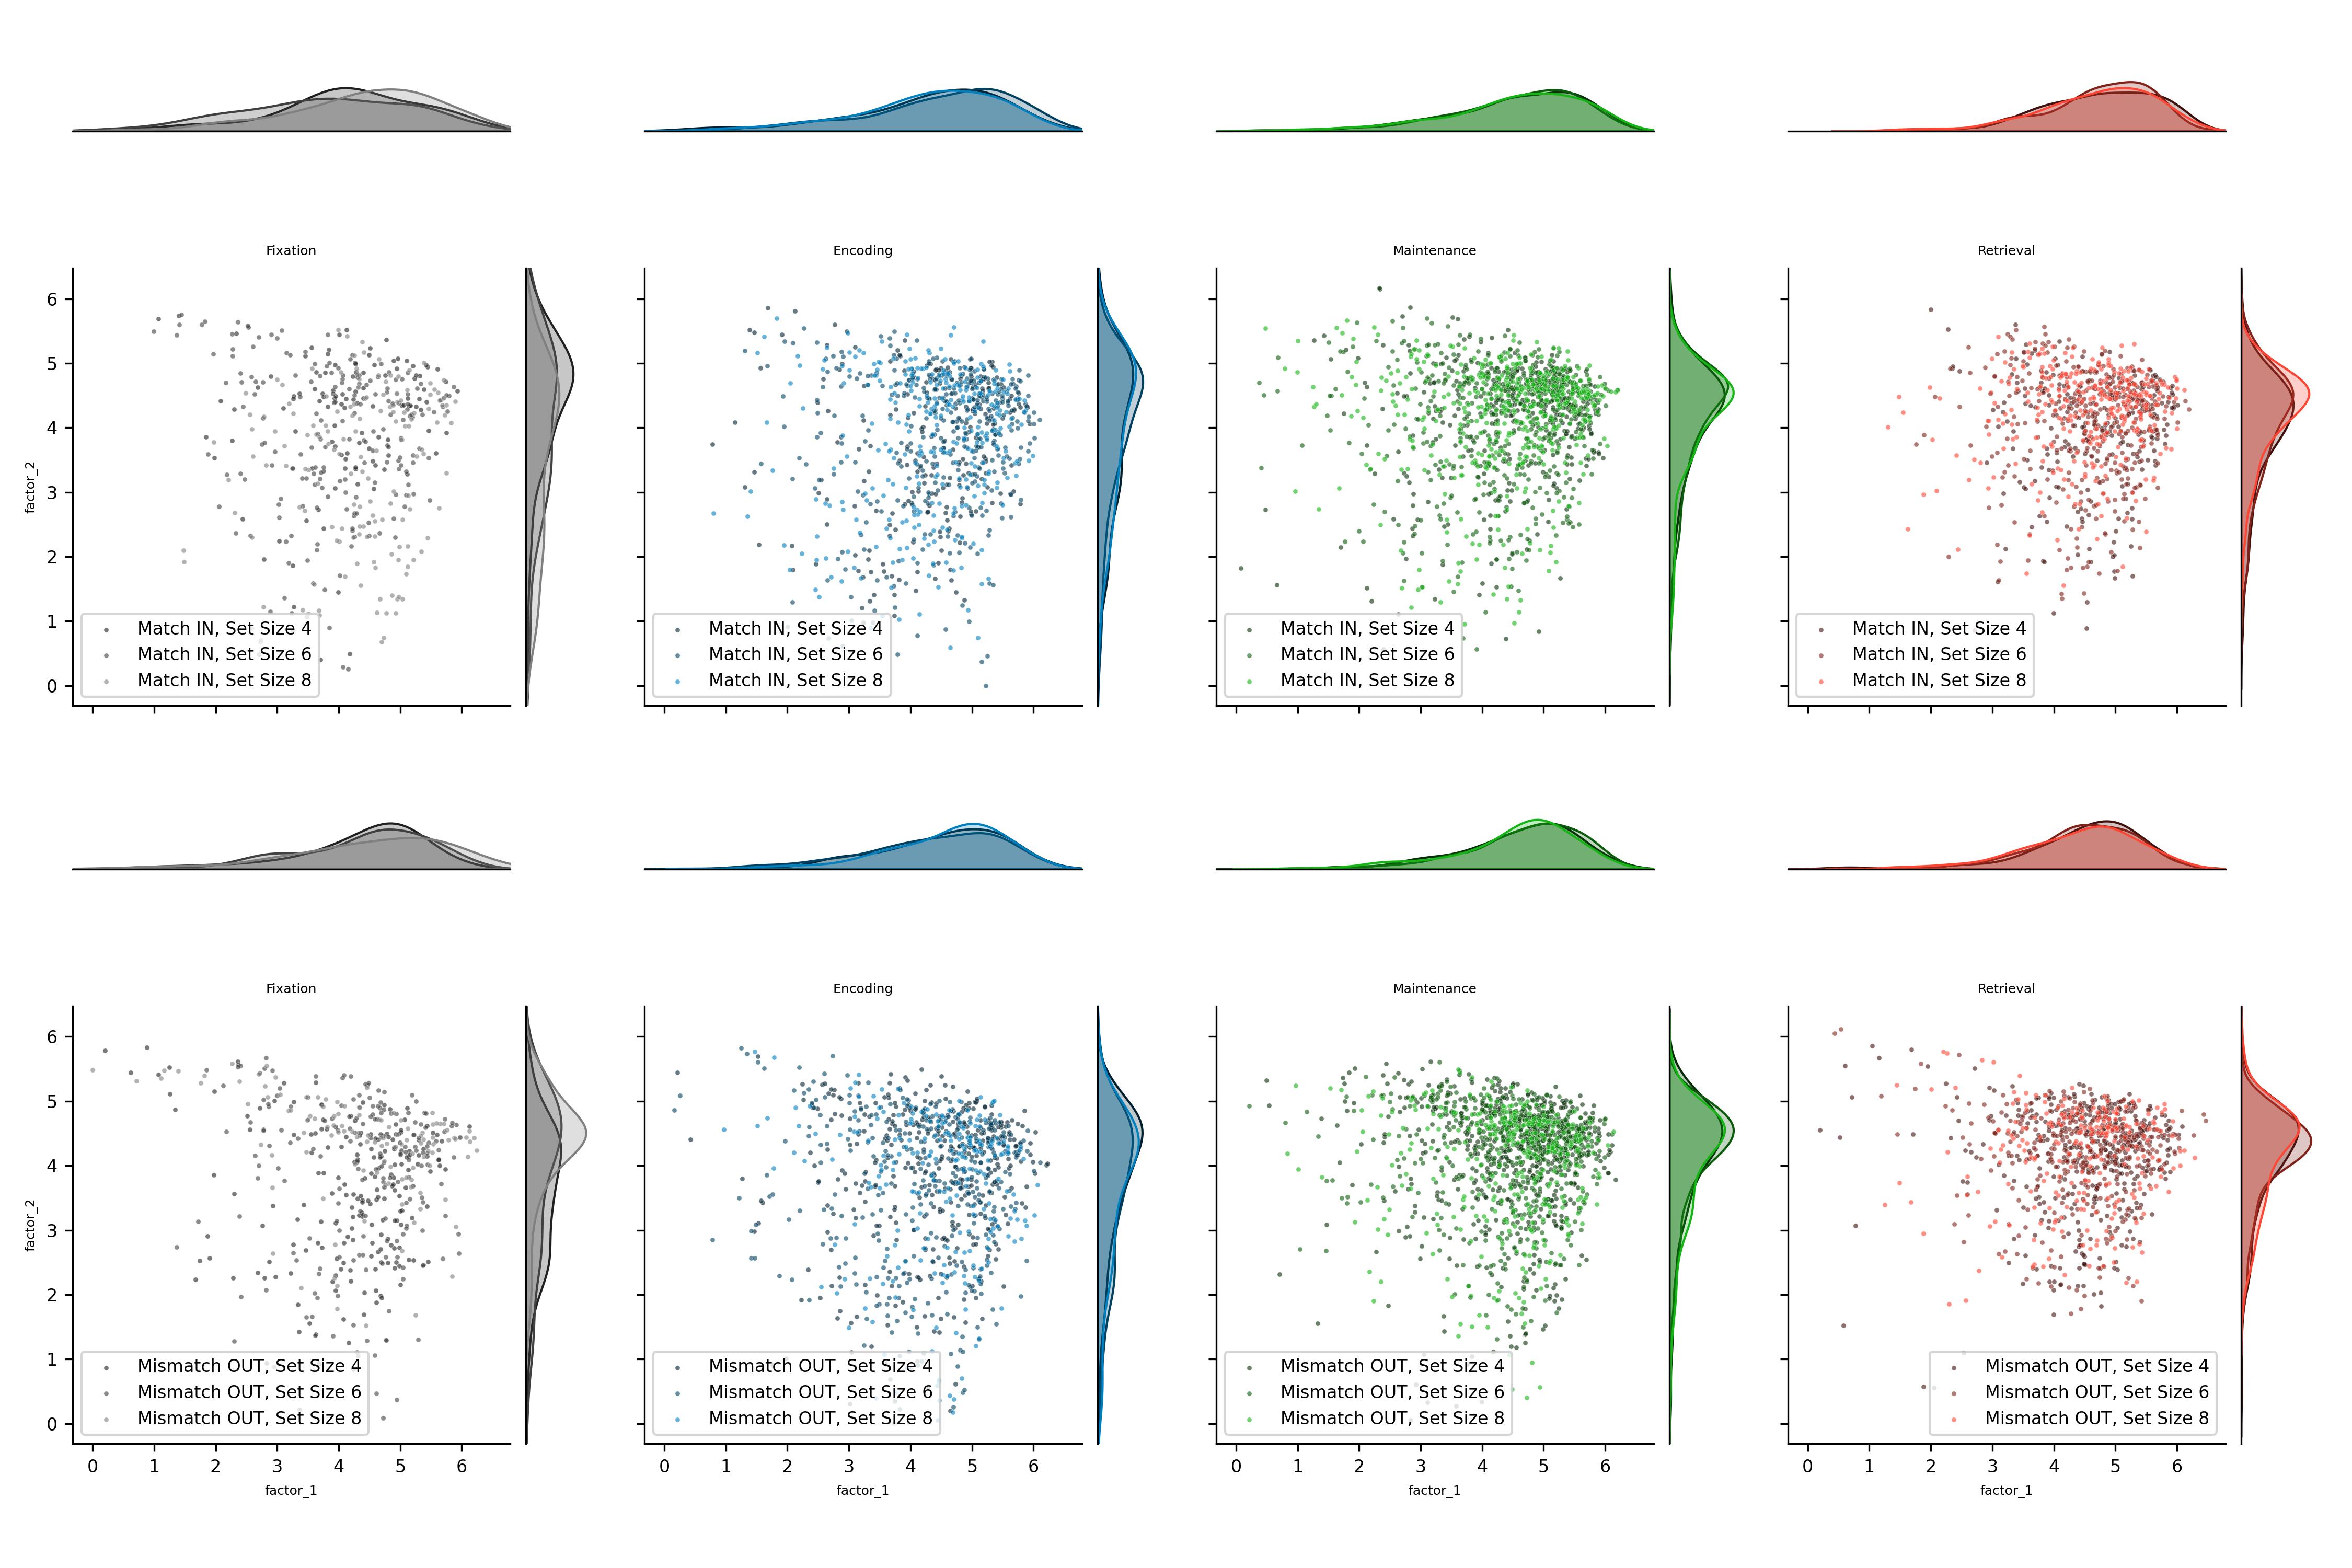 Fixation Encoding Maintenance Retrieval
6
5
4
3
2
1
0
factor_2
Match IN, Set Size 4
Match IN, Set Size 6
Match IN, Set Size 8
Match IN, Set Size 4
Match IN, Set Size 6
Match IN, Set Size 8
Match IN, Set Size 4
Match IN, Set Size 6
Match IN, Set Size 8
Match IN, Set Size 4
Match IN, Set Size 6
Match IN, Set Size 8
Fixation Encoding Maintenance Retrieval
6
5
4
3
2
1
0
factor_2
Mismatch OUT, Set Size 4
Mismatch OUT, Set Size 6
Mismatch OUT, Set Size 8
Mismatch OUT, Set Size 4
Mismatch OUT, Set Size 6
Mismatch OUT, Set Size 8
Mismatch OUT, Set Size 4
Mismatch OUT, Set Size 6
Mismatch OUT, Set Size 8
Mismatch OUT, Set Size 4
Mismatch OUT, Set Size 6
Mismatch OUT, Set Size 8
0 1 2 3 4 5 6 0 1 2 3 4 5 6 0 1 2 3 4 5 6 0 1 2 3 4 5 6
factor_1 factor_1 factor_1 factor_1